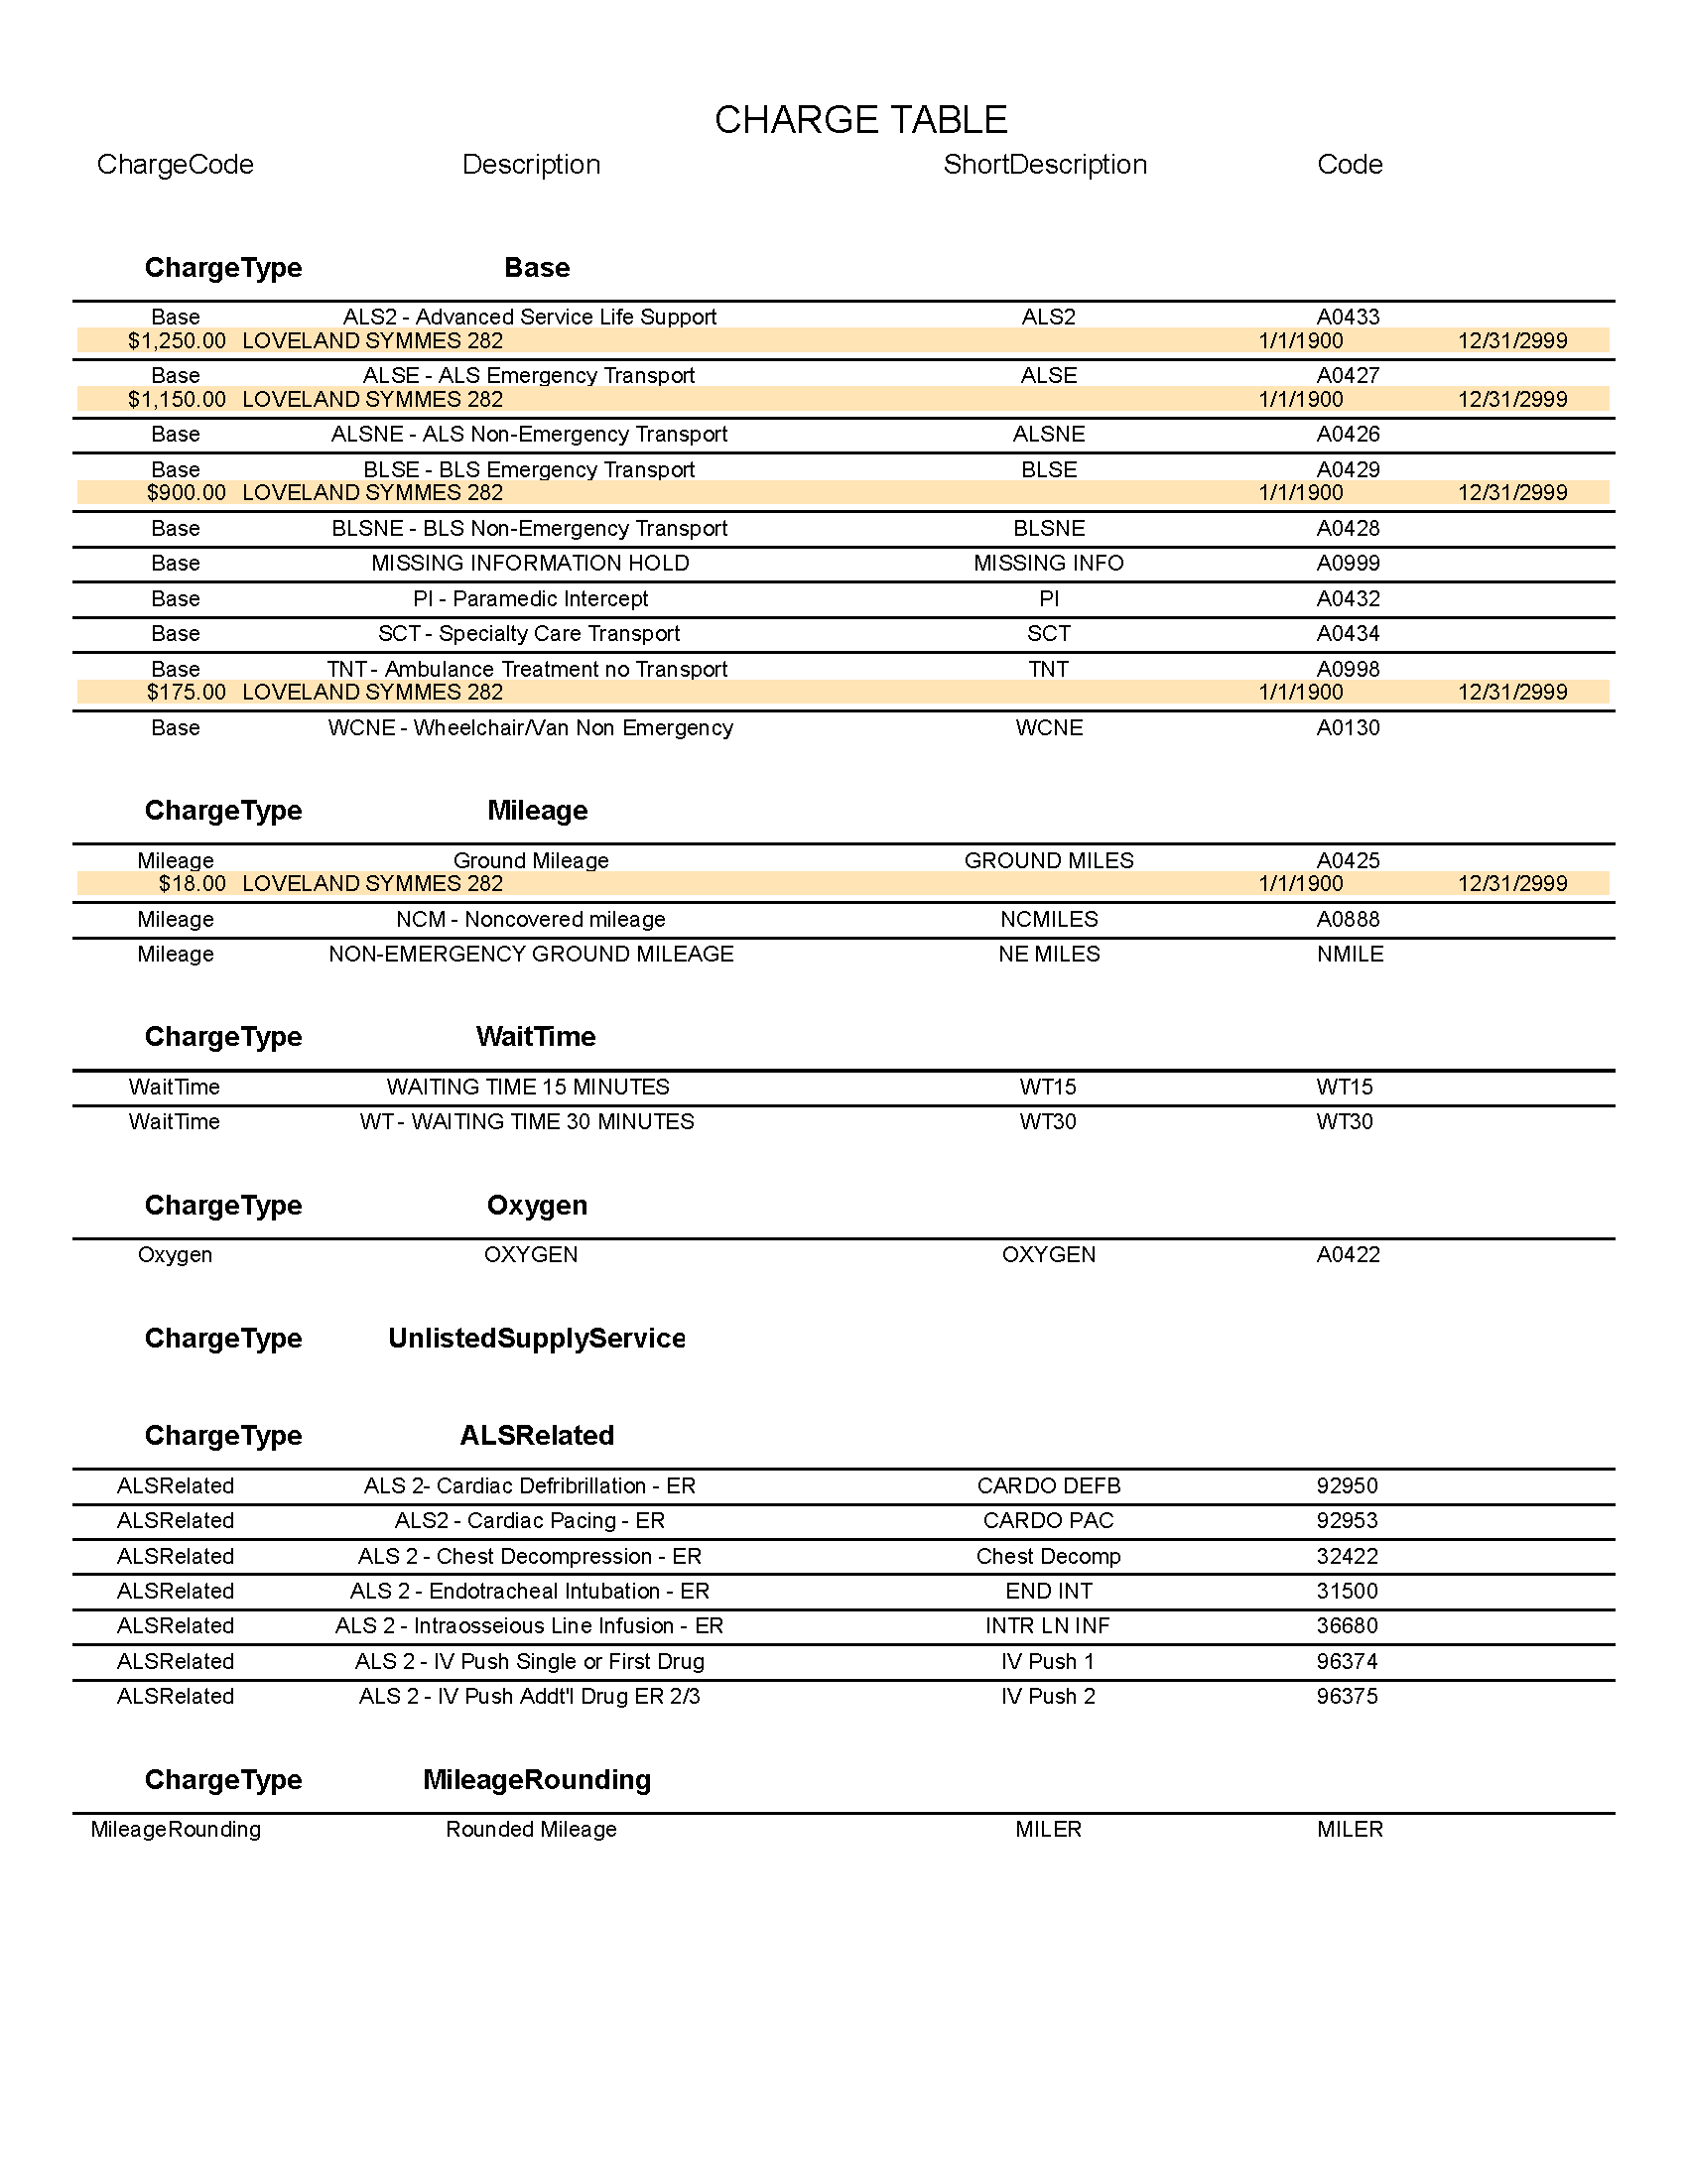 CHARGE TABLE
ChargeCode Description ShortDescription Code
ChargeType Base
Base ALS2 - Advanced Service Life Support ALS2 A0433
$1,250.00 LOVELAND SYMMES 282 1/1/1900 12/31/2999
Base ALSE - ALS Emergency Transport ALSE A0427
$1,150.00 LOVELAND SYMMES 282 1/1/1900 12/31/2999
Base ALSNE - ALS Non-Emergency Transport ALSNE A0426
Base BLSE - BLS Emergency Transport BLSE A0429
$900.00 LOVELAND SYMMES 282 1/1/1900 12/31/2999
Base BLSNE - BLS Non-Emergency Transport BLSNE A0428
Base MISSING INFORMATION HOLD MISSING INFO A0999
Base PI - Paramedic Intercept PI A0432
Base SCT - Specialty Care Transport SCT A0434
Base TNT - Ambulance Treatment no Transport TNT A0998
$175.00 LOVELAND SYMMES 282 1/1/1900 12/31/2999
Base WCNE - Wheelchair/Van Non Emergency WCNE A0130
ChargeType Mileage
Mileage Ground Mileage GROUND MILES A0425
$18.00 LOVELAND SYMMES 282 1/1/1900 12/31/2999
Mileage NCM - Noncovered mileage NCMILES A0888
Mileage NON-EMERGENCY GROUND MILEAGE NE MILES NMILE
ChargeType WaitTime
WaitTime WAITING TIME 15 MINUTES WT15 WT15
WaitTime WT - WAITING TIME 30 MINUTES WT30 WT30
ChargeType Oxygen
Oxygen OXYGEN OXYGEN A0422
ChargeType UnlistedSupplyService
ChargeType ALSRelated
ALSRelated ALS 2- Cardiac Defribrillation - ER CARDO DEFB 92950
ALSRelated ALS2 - Cardiac Pacing - ER CARDO PAC 92953
ALSRelated ALS 2 - Chest Decompression - ER Chest Decomp 32422
ALSRelated ALS 2 - Endotracheal Intubation - ER END INT 31500
ALSRelated ALS 2 - Intraosseious Line Infusion - ER INTR LN INF 36680
ALSRelated ALS 2 - IV Push Single or First Drug IV Push 1 96374
ALSRelated ALS 2 - IV Push Addt'l Drug ER 2/3 IV Push 2 96375
ChargeType MileageRounding
MileageRounding Rounded Mileage MILER MILER